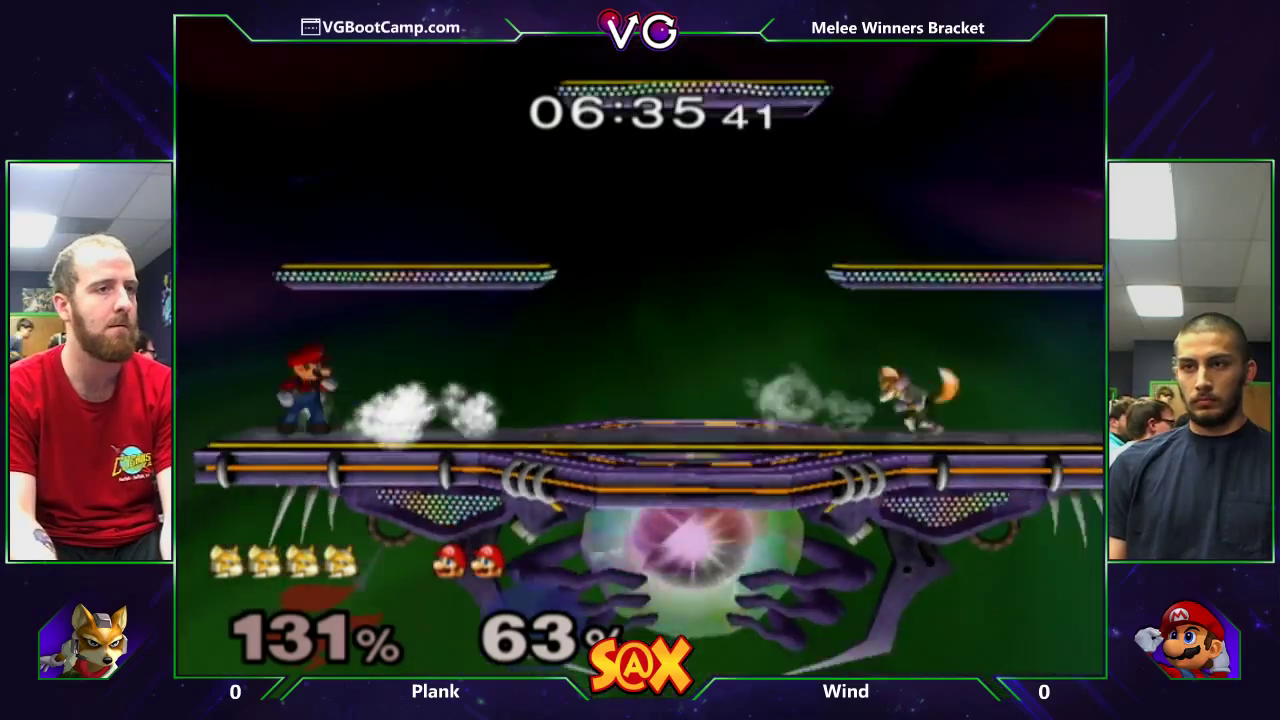 VGBootCamp.com
VG
Melee Winners Bracket
06:35 41
131%
63%
S@X
0
Plank
Wind
0